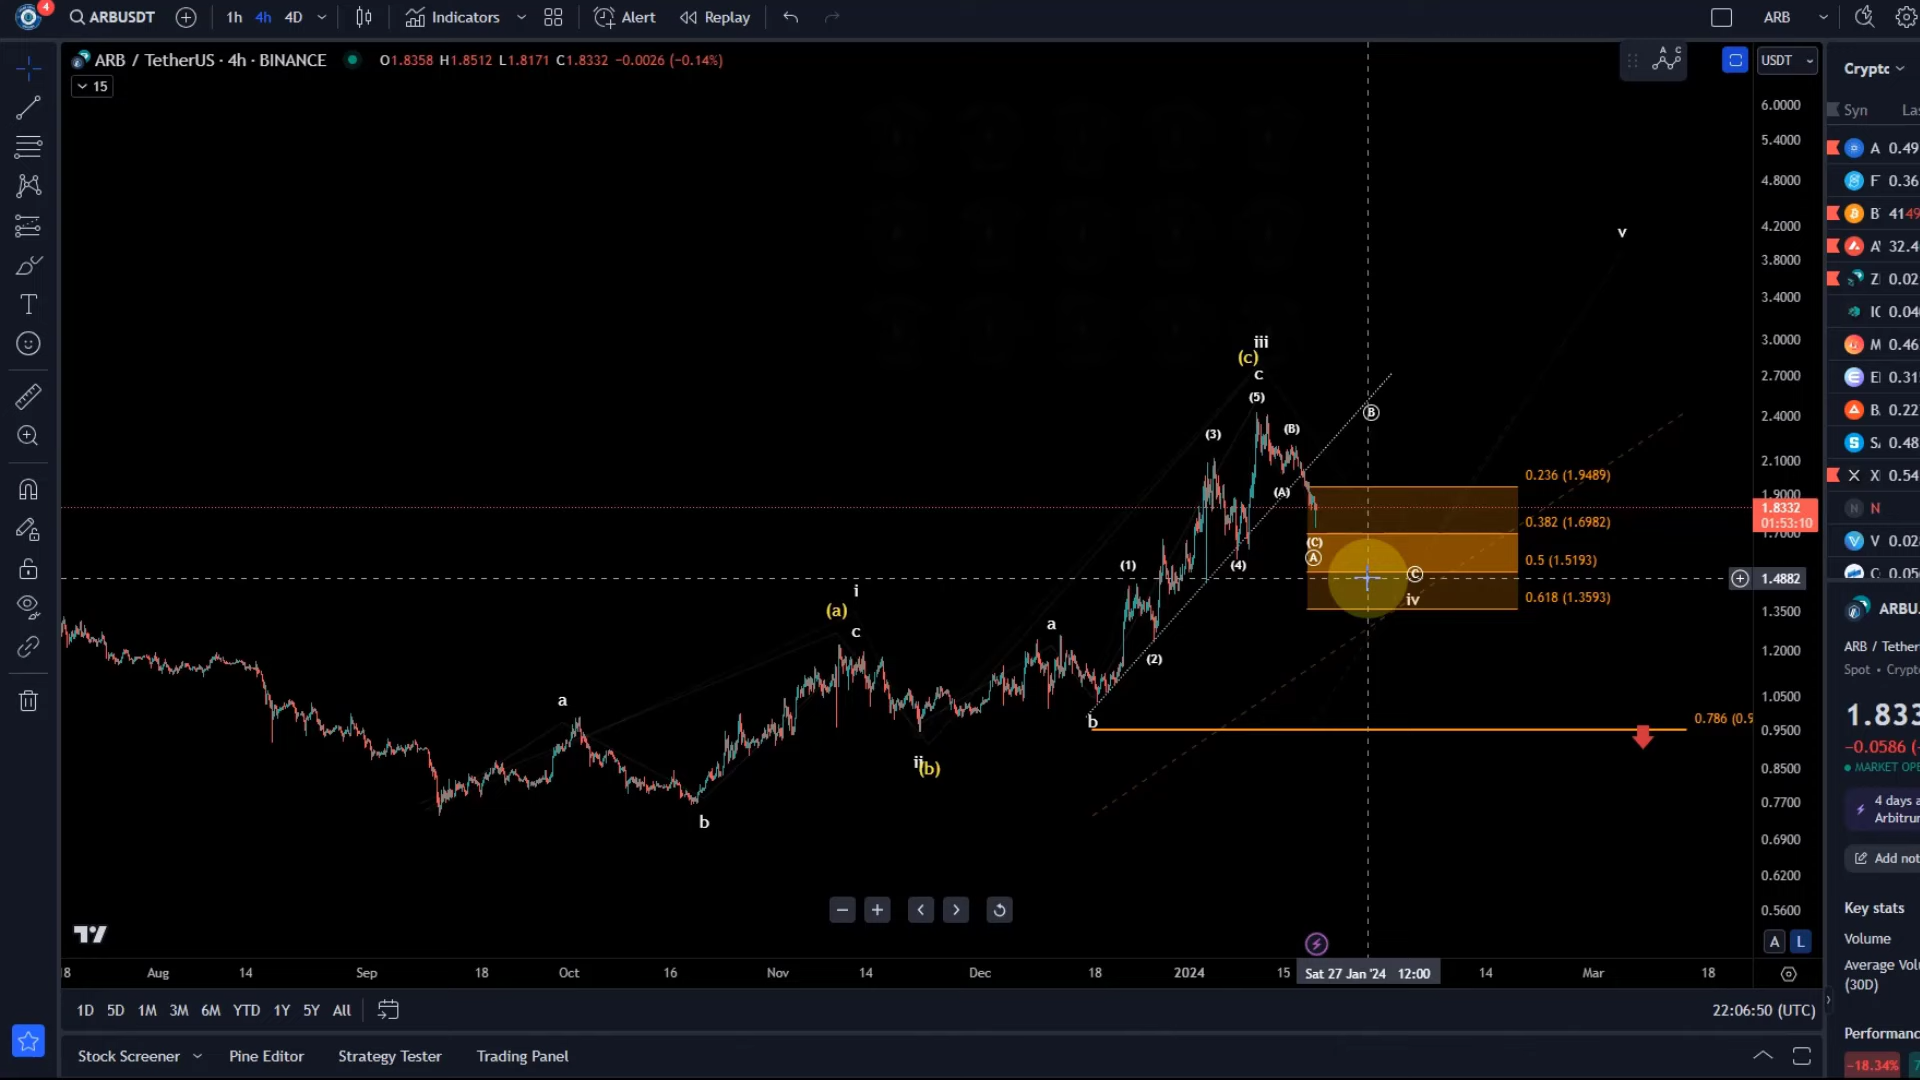 4
ARBUSDT
1h
4h
4D
Indicators
Alert
Replay
ARB
ARB / TetherUS · 4h · BINANCE
O1.8358 H1.8512 L1.8171 C1.8332 −0.0026 (−0.14%)
15
A C
USDT
6.0000
5.4000
4.8000
4.2000
3.8000
3.4000
3.0000
2.7000
2.4000
2.1000
1.9000
1.8332
01:53:10
1.7000
1.4882
1.3500
1.2000
1.0500
0.9500
0.8500
0.7700
0.6900
0.6200
0.5600
A L
v
iii
(c)
c
(5)
(3)
(B)
B
(A)
0.236 (1.9489)
0.382 (1.6982)
(C)
A
(1)
(4)
0.5 (1.5193)
C
iv
0.618 (1.3593)
i
(a)
c
a
(2)
a
b
0.786 (0.9
ii
(b)
b
18
Aug
14
Sep
18
Oct
16
Nov
14
Dec
18
2024
15
Sat 27 Jan '24 12:00
14
Mar
18
1D 5D 1M 3M 6M YTD 1Y 5Y All
22:06:50 (UTC)
Stock Screener
Pine Editor
Strategy Tester
Trading Panel
Crypto
Syn
Las
A 0.49
F 0.36
B 4149
A 32.4
Z 0.02
IC 0.04
M 0.46
El 0.31
B. 0.22
S. 0.48
X 0.54
N
V 0.02
0.05
ARBU
ARB / Tether
Spot • Crypto
1.833
−0.0586 (−
MARKET OPE
4 days a
Arbitrum
Add not
Key stats
Volume
Average Volu
(30D)
Performanc
−18.34%